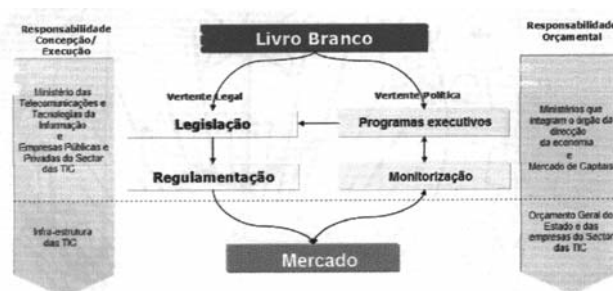 Responsabilidade
Concepção/
Execução
Ministério das
Telecomunicações e
Tecnologias da
Informação
e
Empresas Públicas e
Privadas do Sector
das TIC
Infra-estrutura
das TIC
Livro Branco
Vertente Legal
Vertente Política
Legislação
Programas executivos
Regulamentação
Monitorização
Mercado
Responsabilidade
Orçamental
Ministérios que
integram o órgão da
direcção
da economia
e
Mercado de Capitais
Orçamento Geral do
Estado e das
empresas do Sector
das TIC